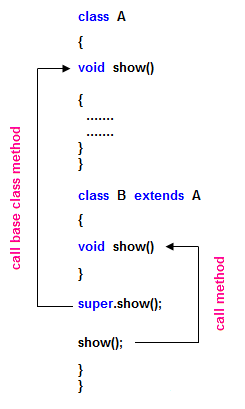 class A
{
void show()
{
.......
.......
}
}
class B extends A
{
void show()
}
super.show();
show();
}
}
call base class method
call method